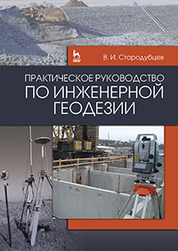 В. И. Стародубцев
ПРАКТИЧЕСКОЕ РУКОВОДСТВО
ПО ИНЖЕНЕРНОЙ
ГЕОДЕЗИИ